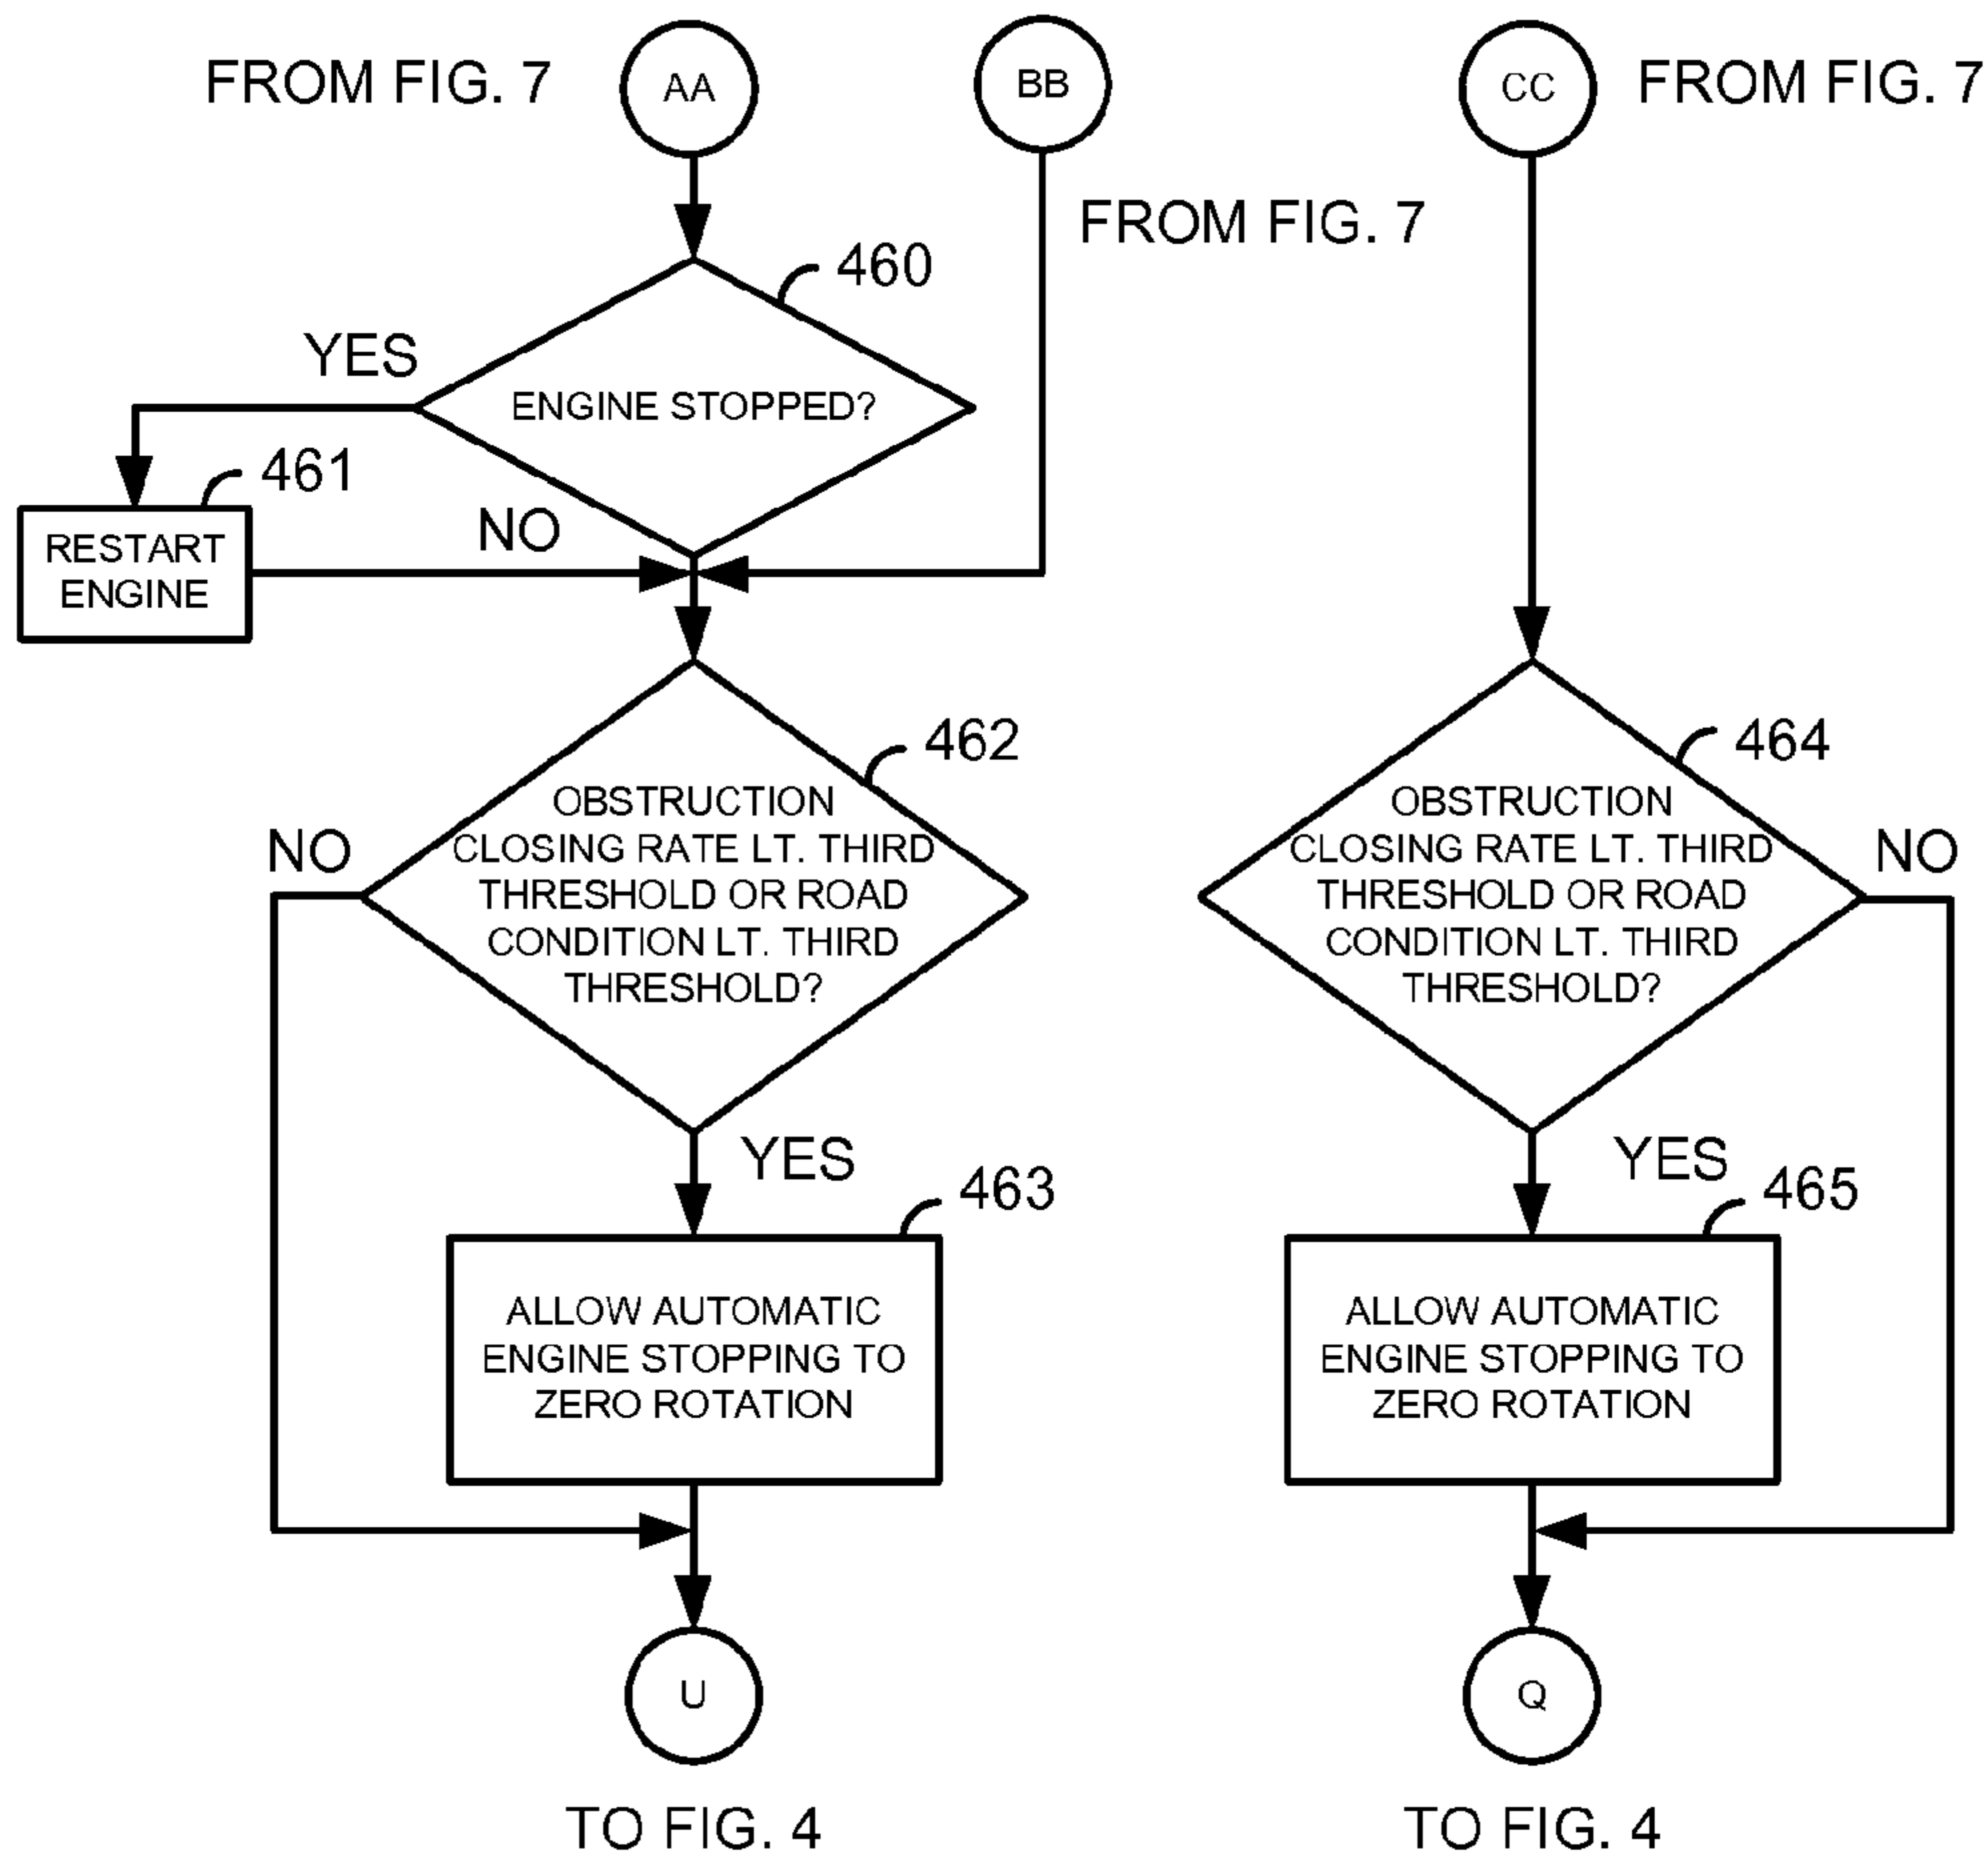 FROM FIG. 7
AA
BB
CC
FROM FIG. 7
FROM FIG. 7
460
YES
ENGINE STOPPED?
461
NO
RESTART
ENGINE
462
OBSTRUCTION
CLOSING RATE LT. THIRD
THRESHOLD OR ROAD
CONDITION LT. THIRD
THRESHOLD?
NO
YES
463
ALLOW AUTOMATIC
ENGINE STOPPING TO
ZERO ROTATION
U
TO FIG. 4
464
OBSTRUCTION
CLOSING RATE LT. THIRD
THRESHOLD OR ROAD
CONDITION LT. THIRD
THRESHOLD?
NO
YES
465
ALLOW AUTOMATIC
ENGINE STOPPING TO
ZERO ROTATION
Q
TO FIG. 4